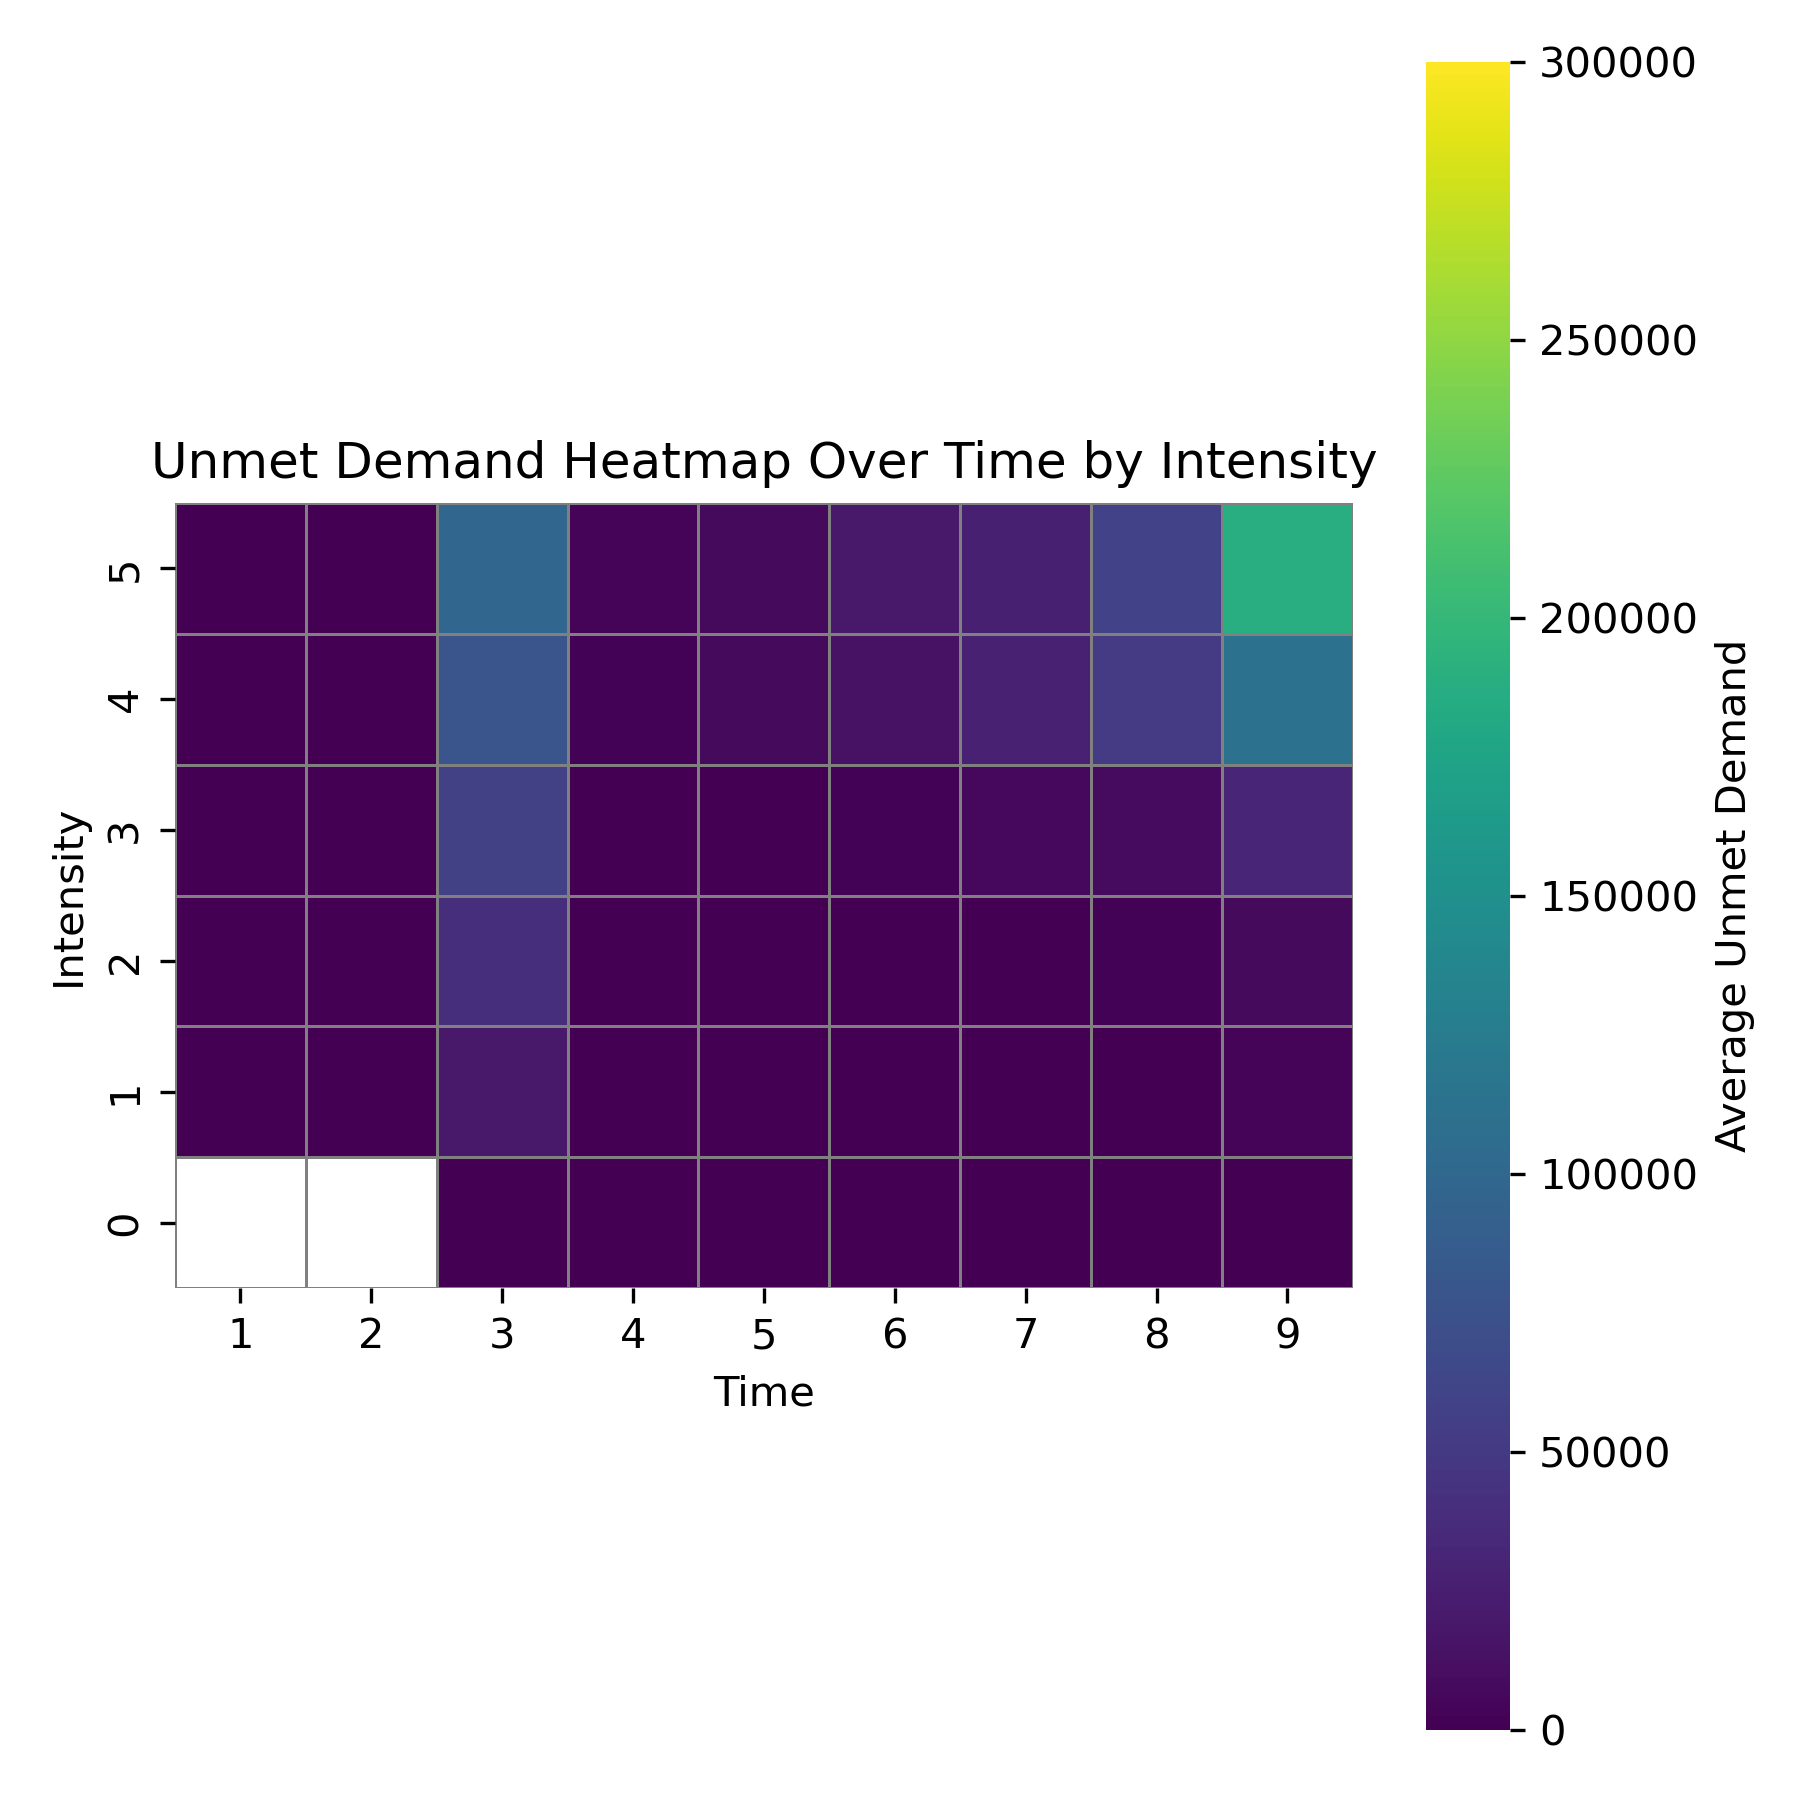 Unmet Demand Heatmap Over Time by Intensity
Intensity
5
4
3
2
1
0
1 2 3 4 5 6 7 8 9
Time
300000
250000
200000
150000
100000
50000
0
Average Unmet Demand